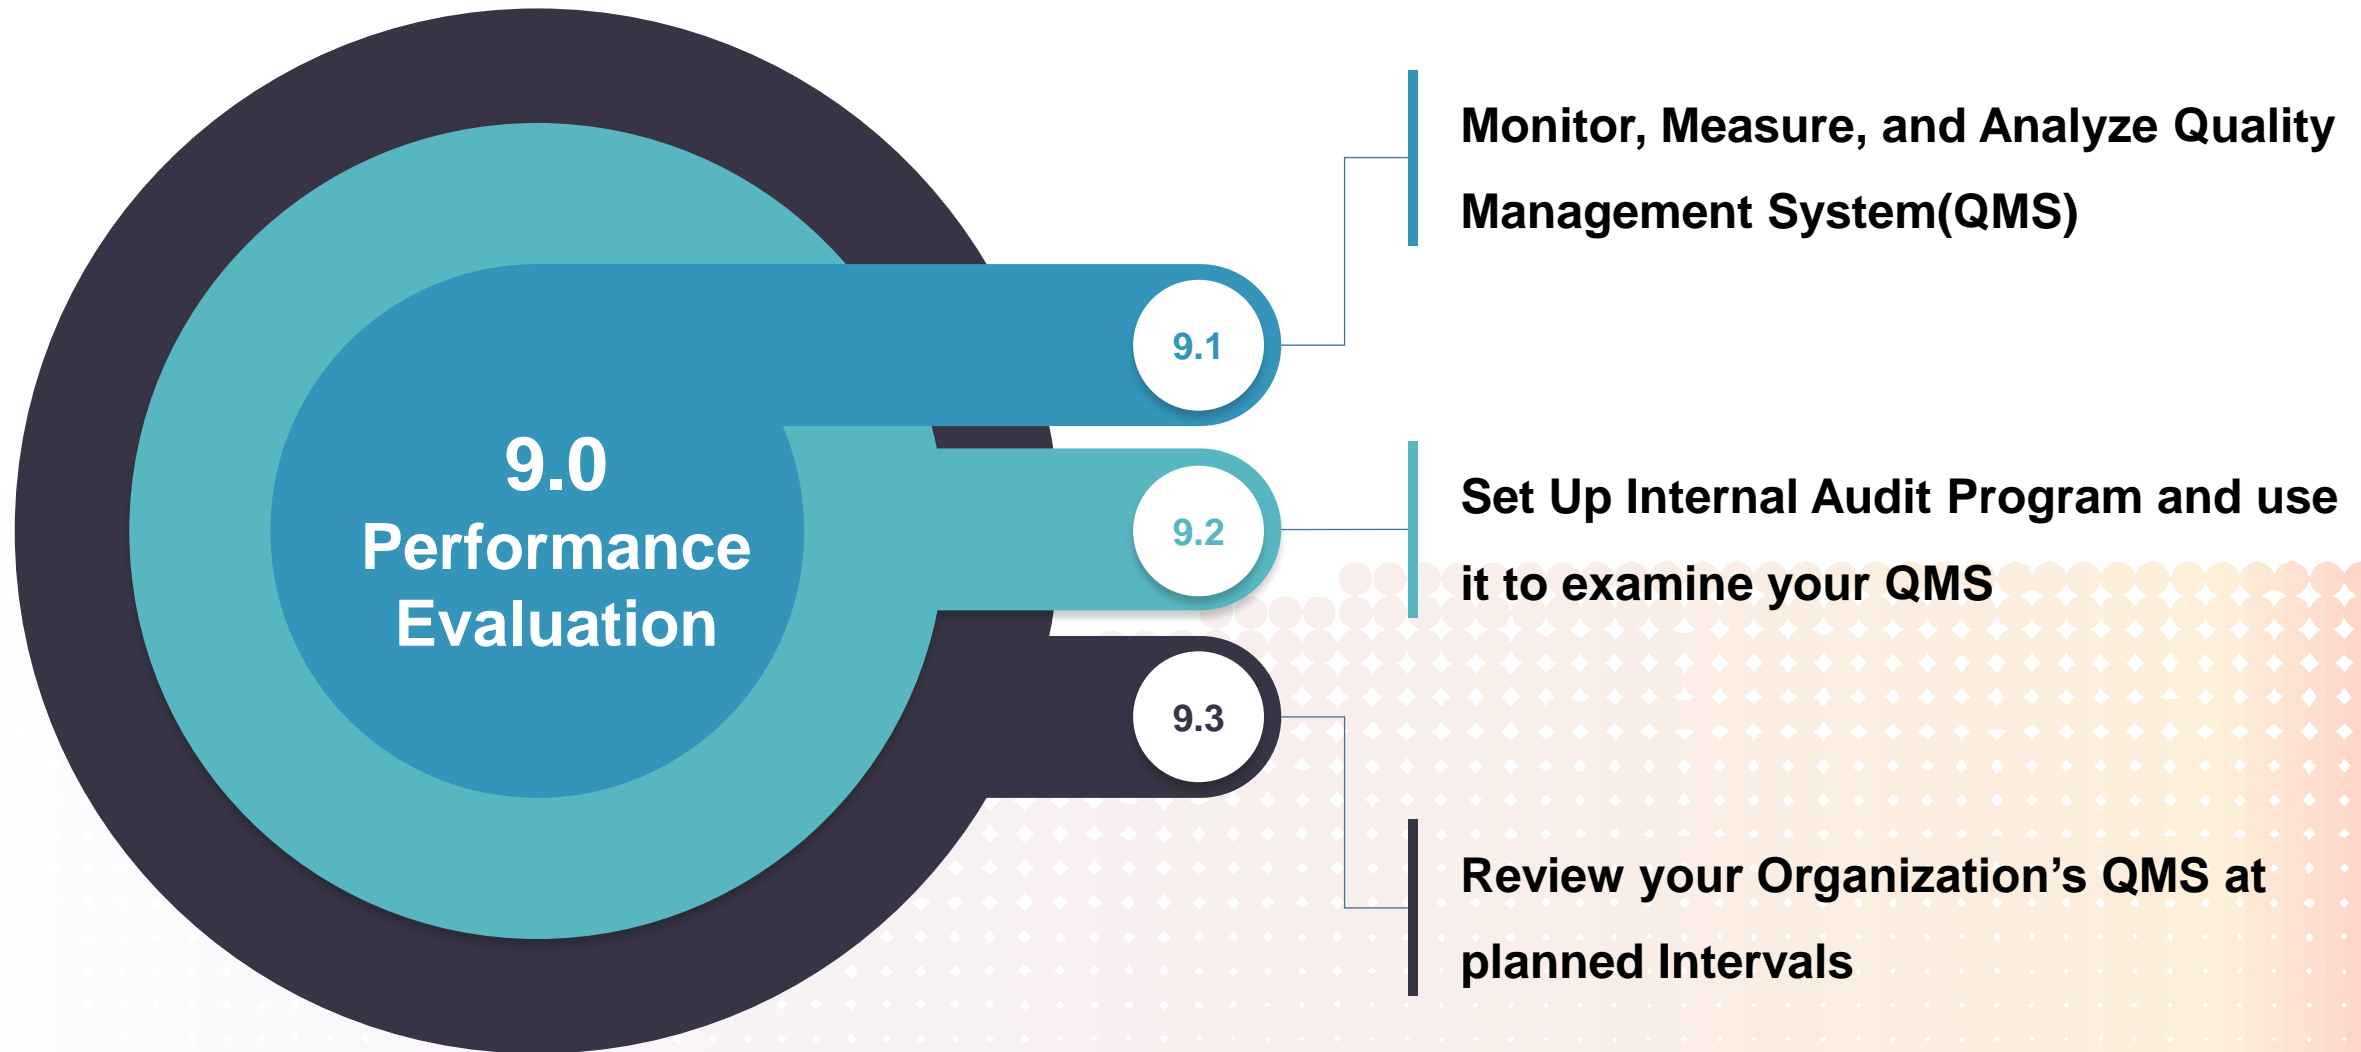 9.0
Performance
Evaluation
9.1
Monitor, Measure, and Analyze Quality
Management System(QMS)
9.2
Set Up Internal Audit Program and use
it to examine your QMS
9.3
Review your Organization’s QMS at
planned Intervals